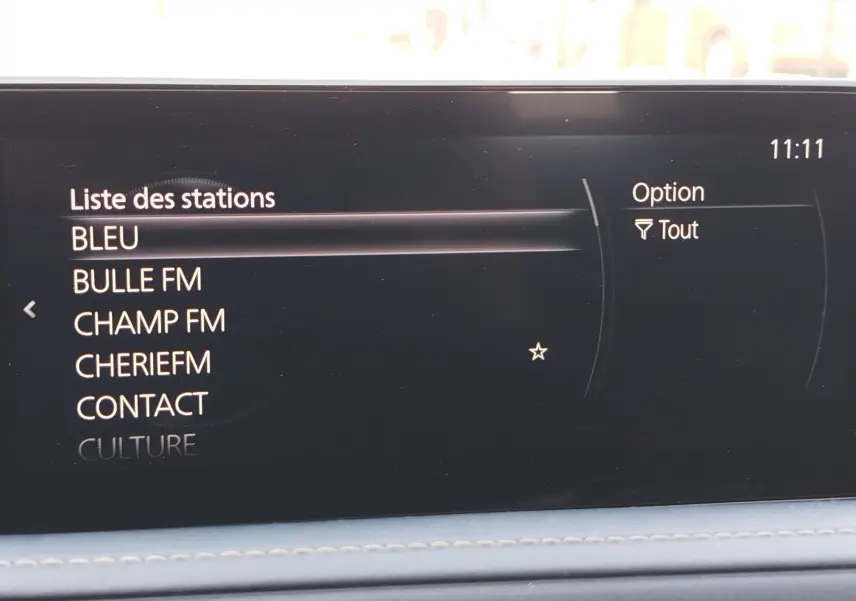 11:11
Liste des stations
BLEU
BULLE FM
CHAMP FM
CHERIEFM
CONTACT
CULTURE
Option
Tout